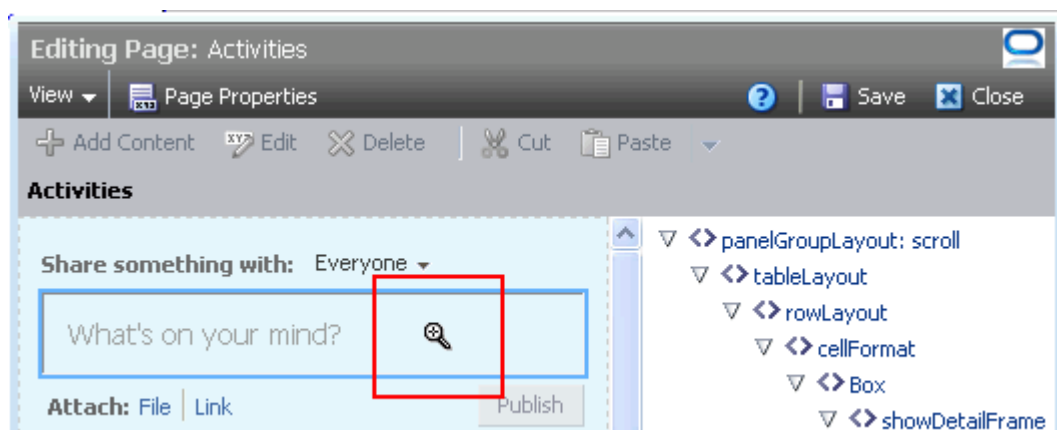 Editing Page: Activities
View Page Properties ? Save Close
Add Content Edit Delete Cut Paste
Activities
Share something with: Everyone
What's on your mind?
Attach: File Link Publish
panelGroupLayout: scroll
tableLayout
rowLayout
cellFormat
Box
showDetailFrame